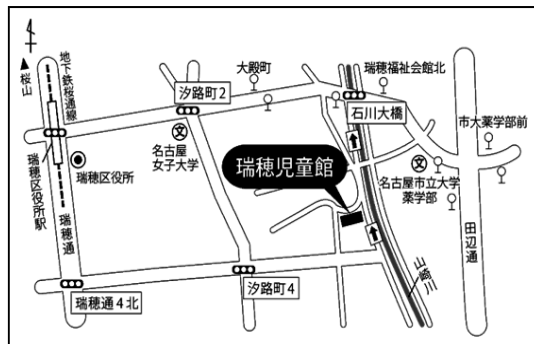 ▲桜山
地下鉄桜通線
瑞穂区役所駅
瑞穂区役所
瑞穂通
瑞穂通4北
汐路町2
名古屋
女子大学
大殿町
瑞穂児童館
汐路町4
瑞穂福祉会館北
石川大橋
市大薬学部前
名古屋市立大学
薬学部
田辺通
山崎川